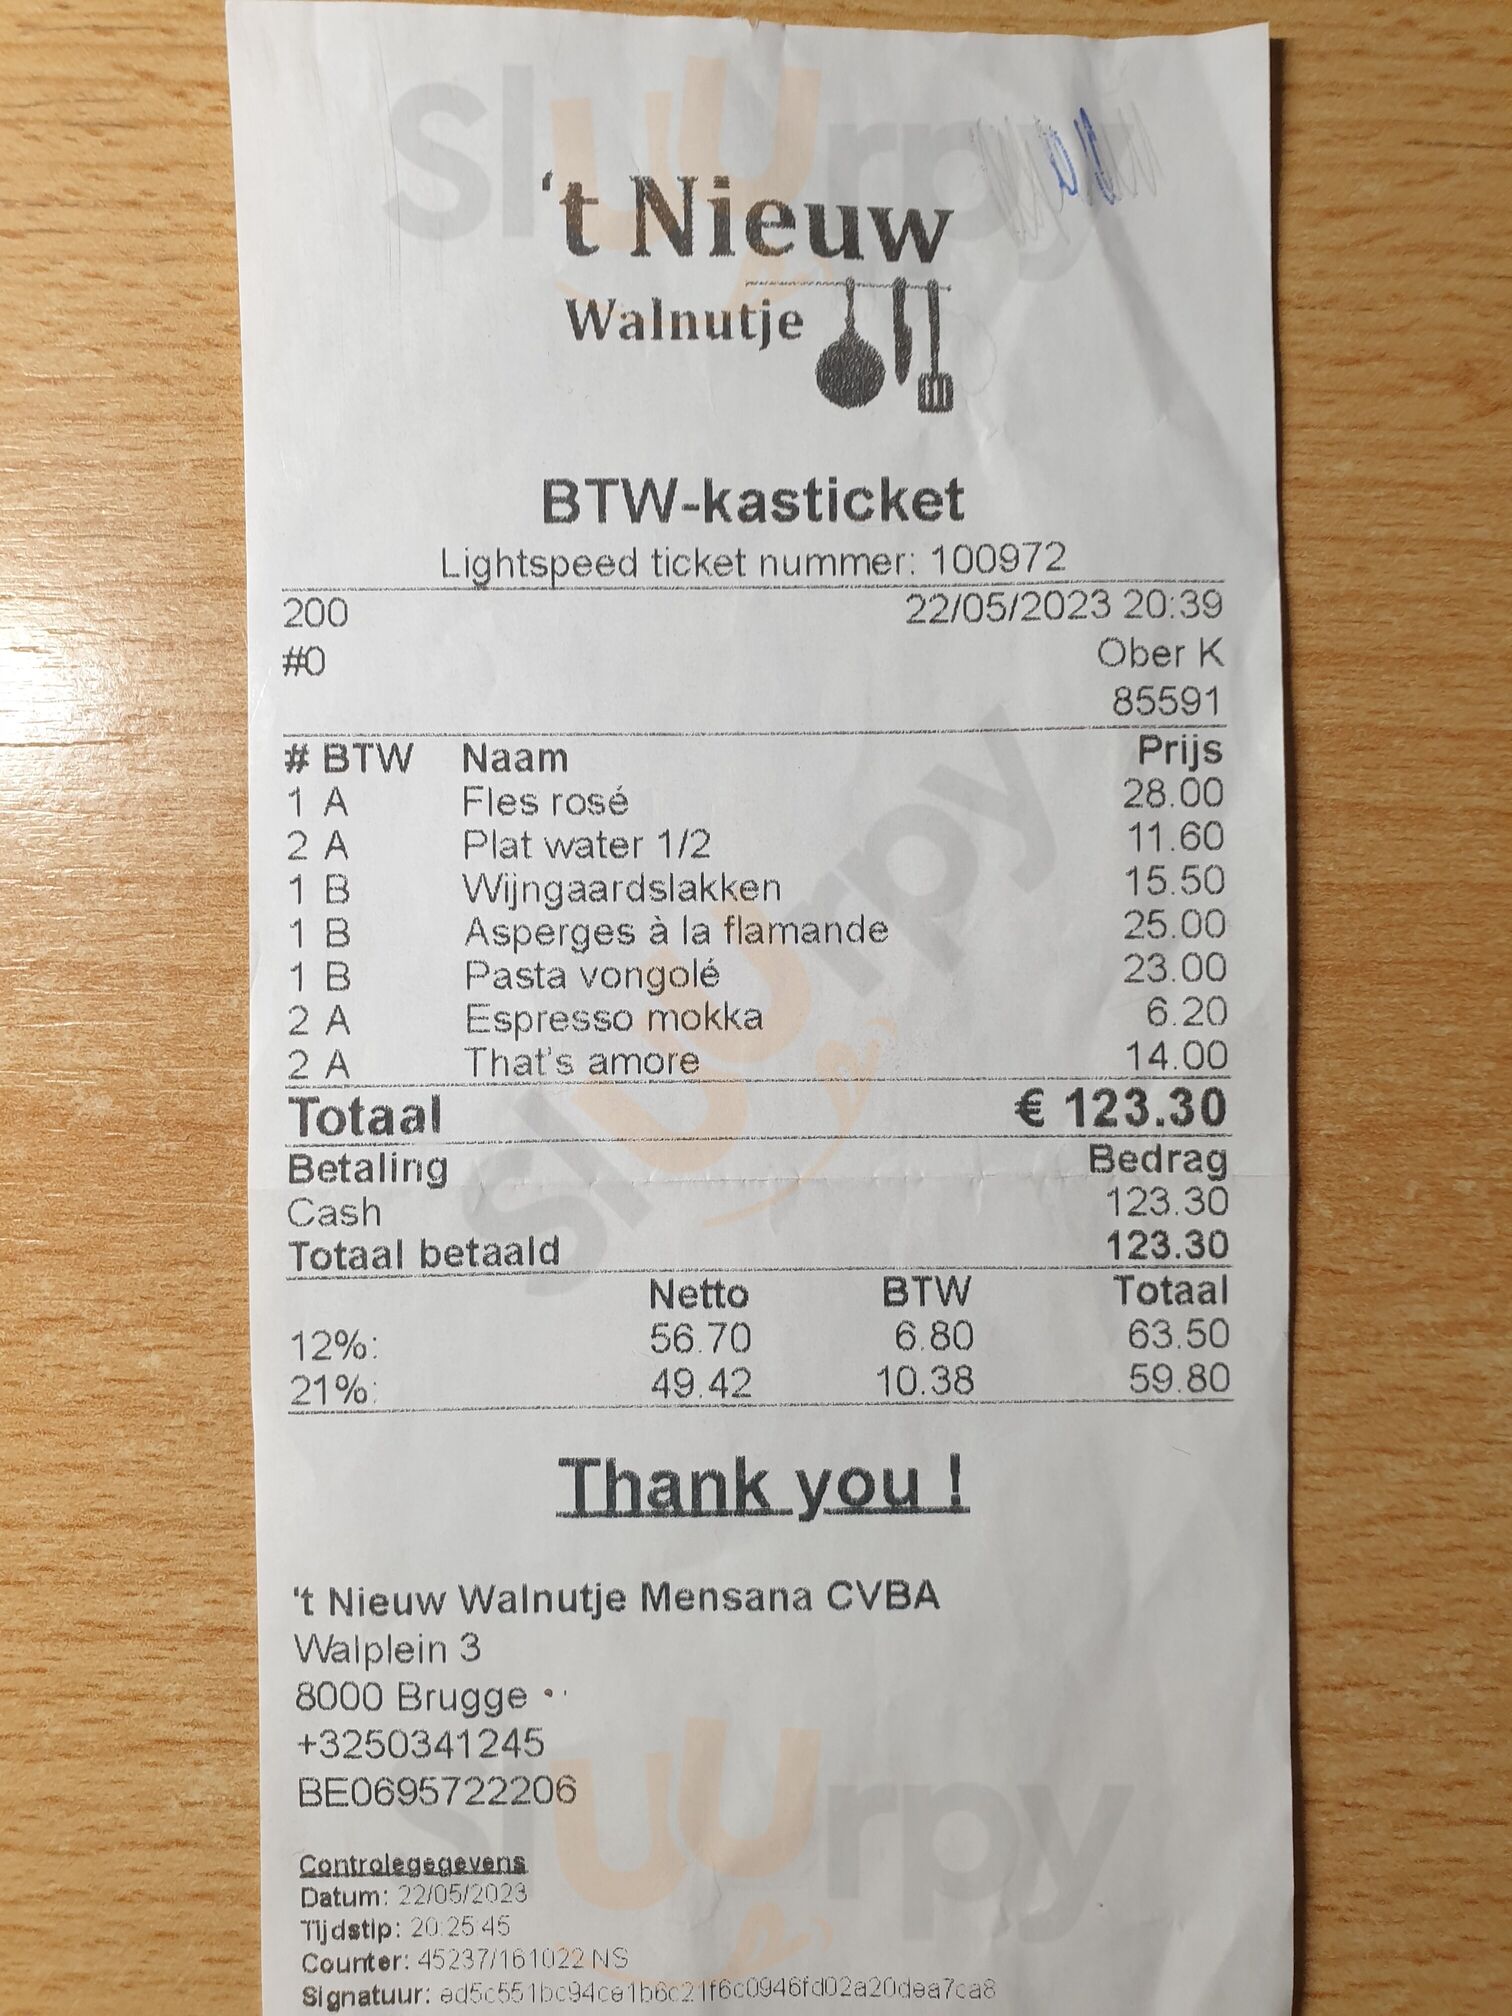 Sluurpy
't Nieuw
Walnutje
BTW-kasticket
Lightspeed ticket nummer: 100972
200 22/05/2023 20:39
#0 Ober K
85591
# BTW Naam Prijs
1 A Fles rosé 28.00
2 A Plat water 1/2 11.60
1 B Wijngaardslakken 15.50
1 B Asperges à la flamande 25.00
1 B Pasta vongolé 23.00
2 A Espresso mokka 6.20
2 A That's amore 14.00
Totaal € 123.30
Betaling Bedrag
Cash 123.30
Totaal betaald 123.30
Netto BTW Totaal
12%: 56.70 6.80 63.50
21%: 49.42 10.38 59.80
Sluurpy
Thank you !
't Nieuw Walnutje Mensana CVBA
Walplein 3
8000 Brugge
+3250341245
BE0695722206
Sluurpy
Controlegegevens
Datum: 22/05/2023
Tijdstip: 20:25:45
Counter: 45237/161022 NS
Signatuur: ed5c551bc94ce1b6c21f6c0946fd02a20dea7ca8